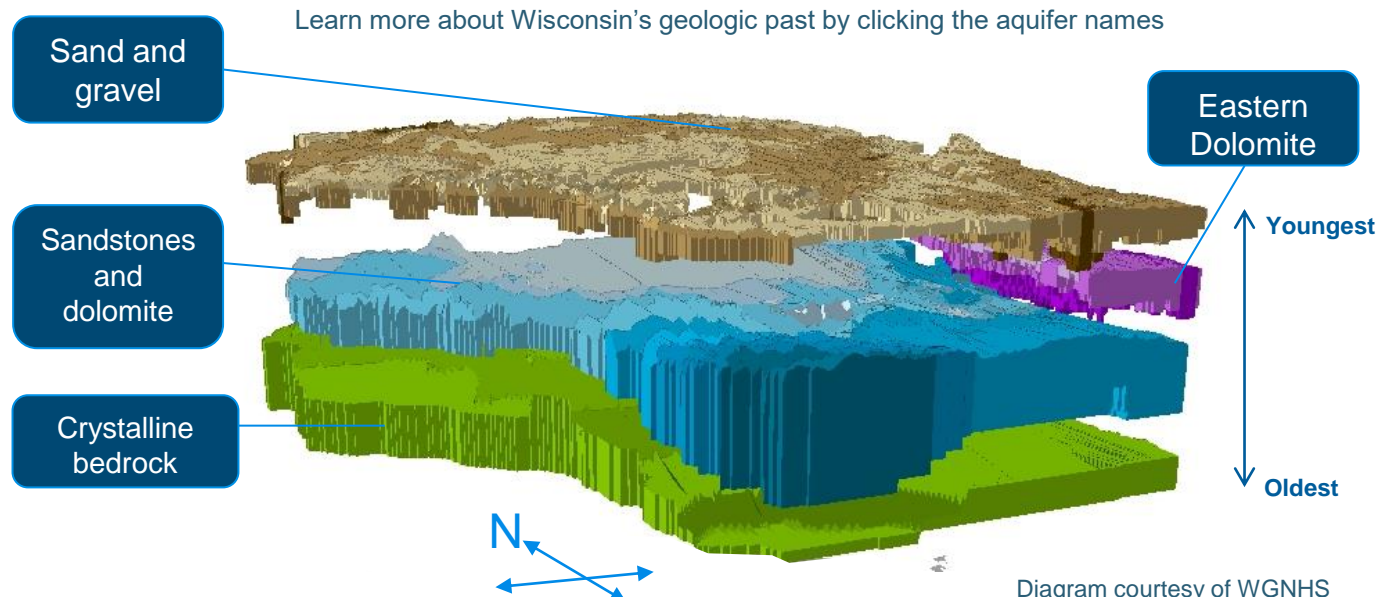 Learn more about Wisconsin’s geologic past by clicking the aquifer names
Sand and
gravel
Eastern
Dolomite
Sandstones
and
dolomite
Youngest
Crystalline
bedrock
Oldest
N
Diagram courtesy of WGNHS